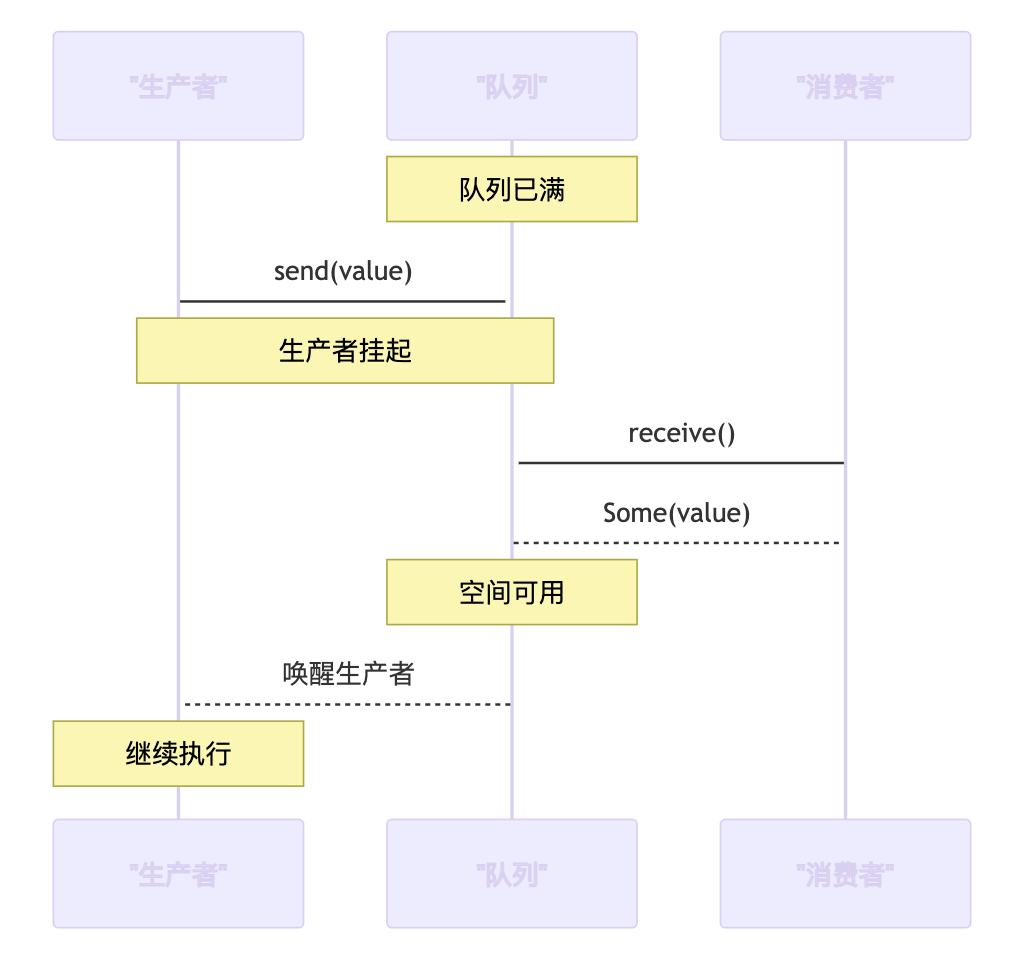 "生产者"
"队列"
"消费者"
队列已满
send(value)
生产者挂起
receive()
Some(value)
空间可用
唤醒生产者
继续执行
"生产者"
"队列"
"消费者"